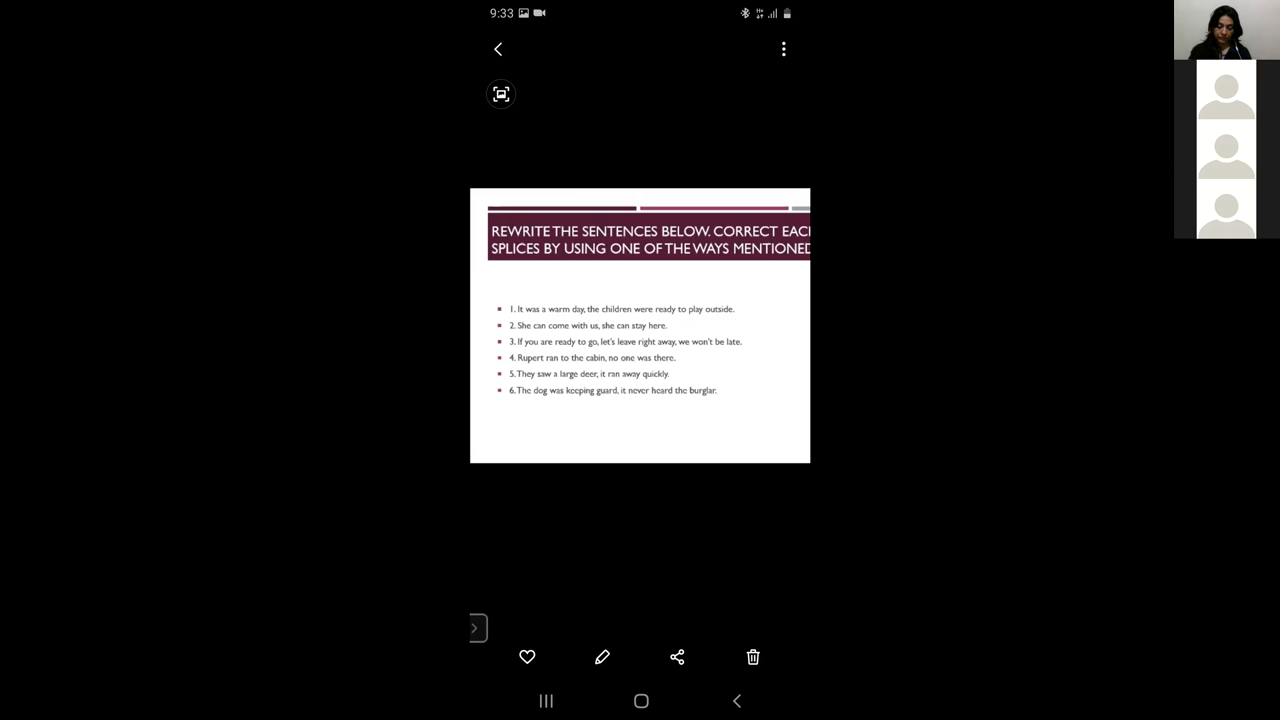 9:33
REWRITE THE SENTENCES BELOW. CORRECT EAC
SPLICES BY USING ONE OF THE WAYS MENTIONED
1. It was a warm day, the children were ready to play outside.
2. She can come with us, she can stay here.
3. If you are ready to go, let's leave right away, we won't be late.
4. Rupert ran to the cabin, no one was there.
5. They saw a large deer, it ran away quickly.
6. The dog was keeping guard, it never heard the burglar.